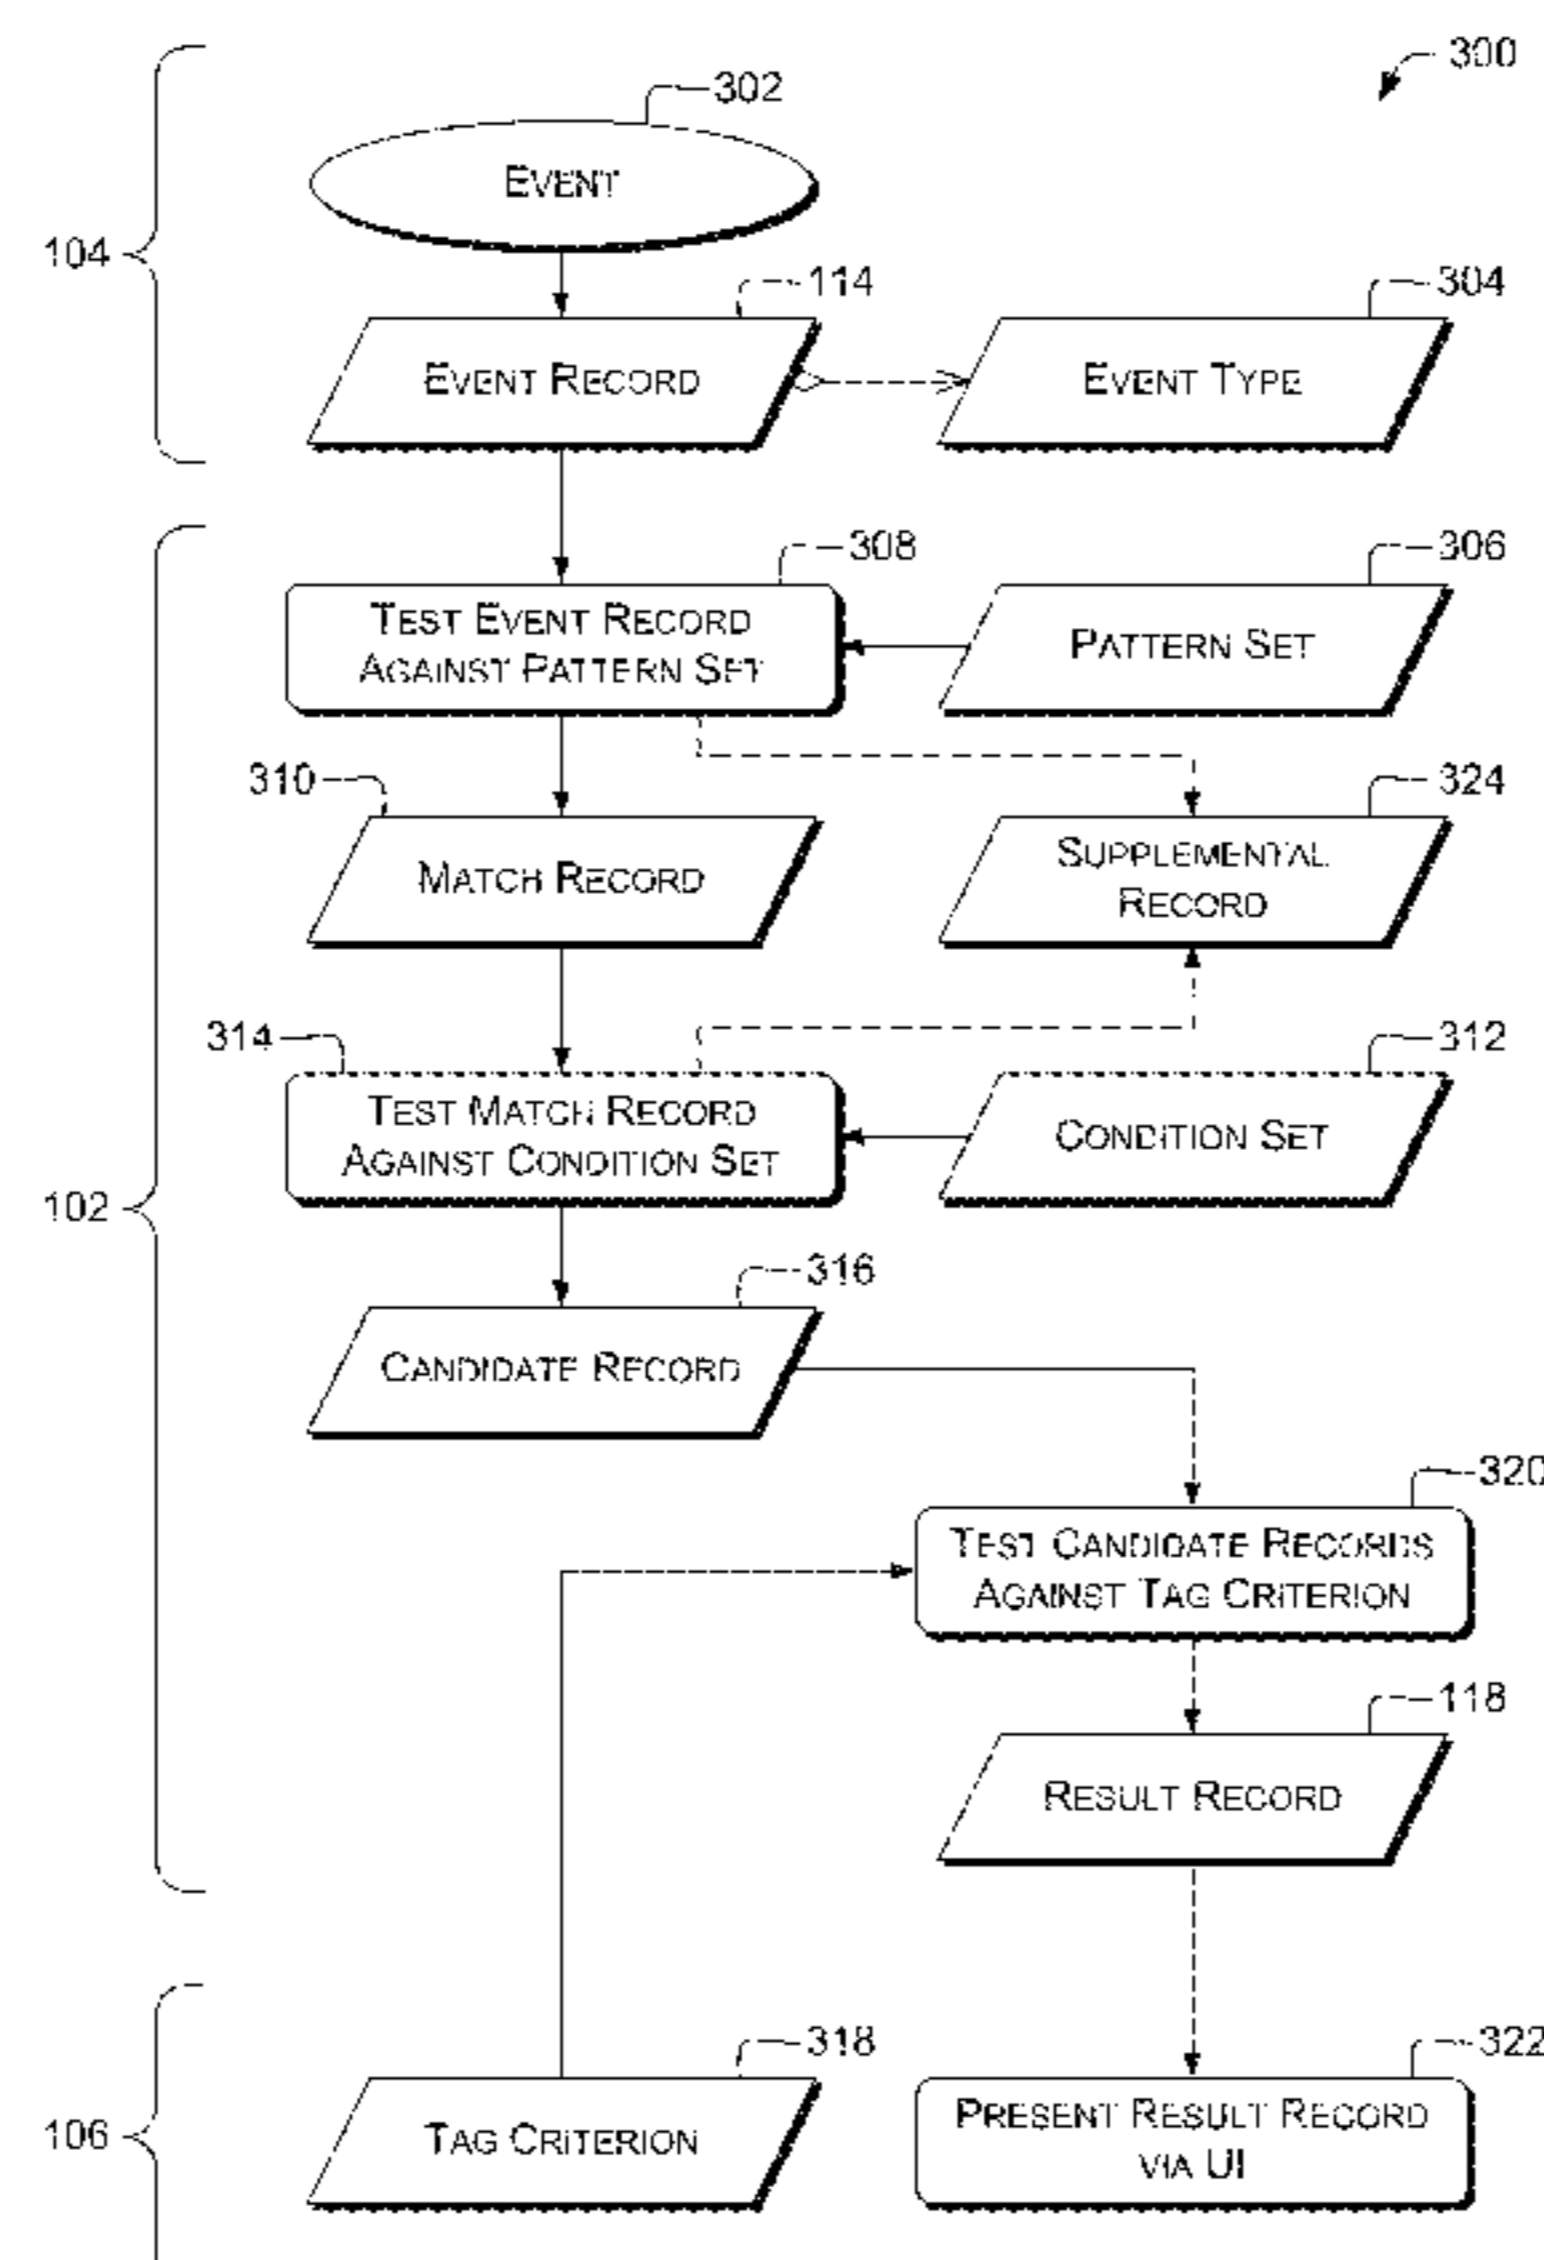 300
302
EVENT
104
114
304
EVENT RECORD
EVENT TYPE
308
306
TEST EVENT RECORD
AGAINST PATTERN SET
PATTERN SET
310
324
MATCH RECORD
SUPPLEMENTAL
RECORD
314
312
TEST MATCH RECORD
AGAINST CONDITION SET
CONDITION SET
102
316
CANDIDATE RECORD
320
TEST CANDIDATE RECORDS
AGAINST TAG CRITERION
118
RESULT RECORD
318
322
106
TAG CRITERION
PRESENT RESULT RECORD
VIA UI